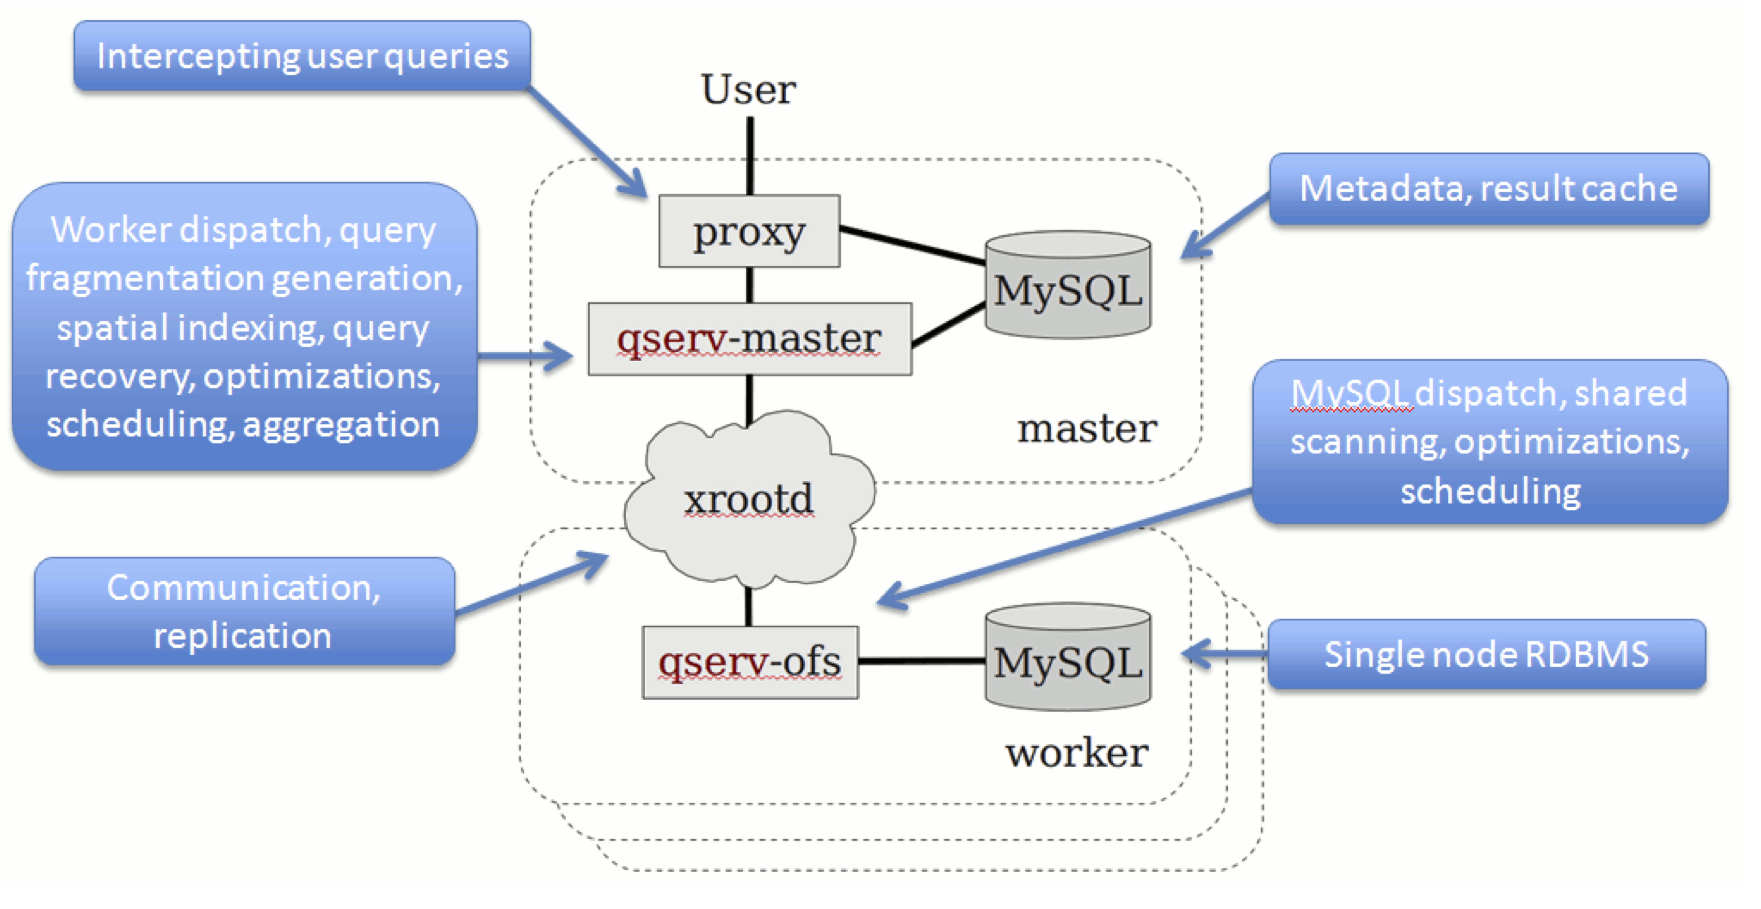 Intercepting user queries
User
Metadata, result cache
Worker dispatch, query
fragmentation generation,
spatial indexing, query
recovery, optimizations,
scheduling, aggregation
proxy
MySQL
qserv-master
master
MySQL dispatch, shared
scanning, optimizations,
scheduling
xrootd
Communication,
replication
qserv-ofs
MySQL
Single node RDBMS
worker